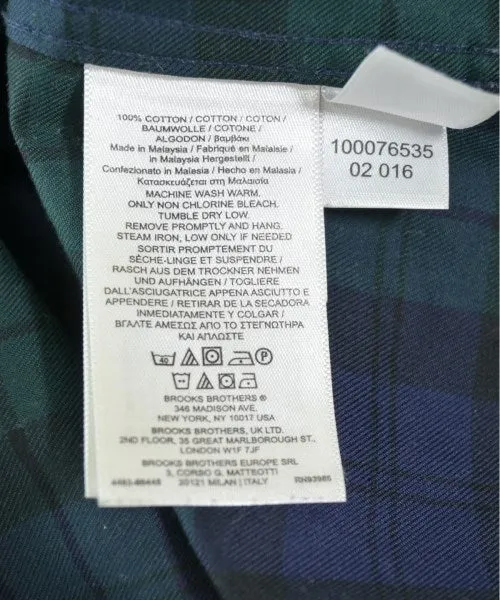 100% COTTON / COTON / COTON /
BAUMWOLLE / COTONE /
ALGODON / βαμβάκι
Made in Malaysia / Fabriqué en Malaisie /
in Malaysia Hergestellt /
Confezionato in Malesia / Hecho en Malasia /
Κατασκευάζεται στη Μαλαισία
MACHINE WASH WARM.
ONLY NON CHLORINE BLEACH.
TUMBLE DRY LOW.
REMOVE PROMPTLY AND HANG.
STEAM IRON, LOW ONLY IF NEEDED
SORTIR PROMPTEMENT DU
SÈCHE-LINGE ET SUSPENDRE /
RASCH AUS DEM TROCKNER NEHMEN
UND AUFHÄNGEN / TOGLIERE
DALL'ASCIUGATRICE APPENA ASCIUTTO E
APPENDERE / RETIRAR DE LA SECADORA
INMEDIATAMENTE Y COLGAR /
ΒΓΑΛΤΕ ΑΜΕΣΩΣ ΑΠΟ ΤΟ ΣΤΕΓΝΩΤΗΡΑ
ΚΑΙ ΑΠΛΩΣΤΕ
40 P
BROOKS BROTHERS ®
346 MADISON AVE.
NEW YORK, NY 10017 USA
BROOKS BROTHERS, UK LTD.
2ND FLOOR, 35 GREAT MARLBOROUGH ST.
LONDON W1F 7JF
BROOKS BROTHERS EUROPE SRL
3, CORSO G. MATTEOTTI
20121 MILAN | ITALY RN93985
100076535
02 016